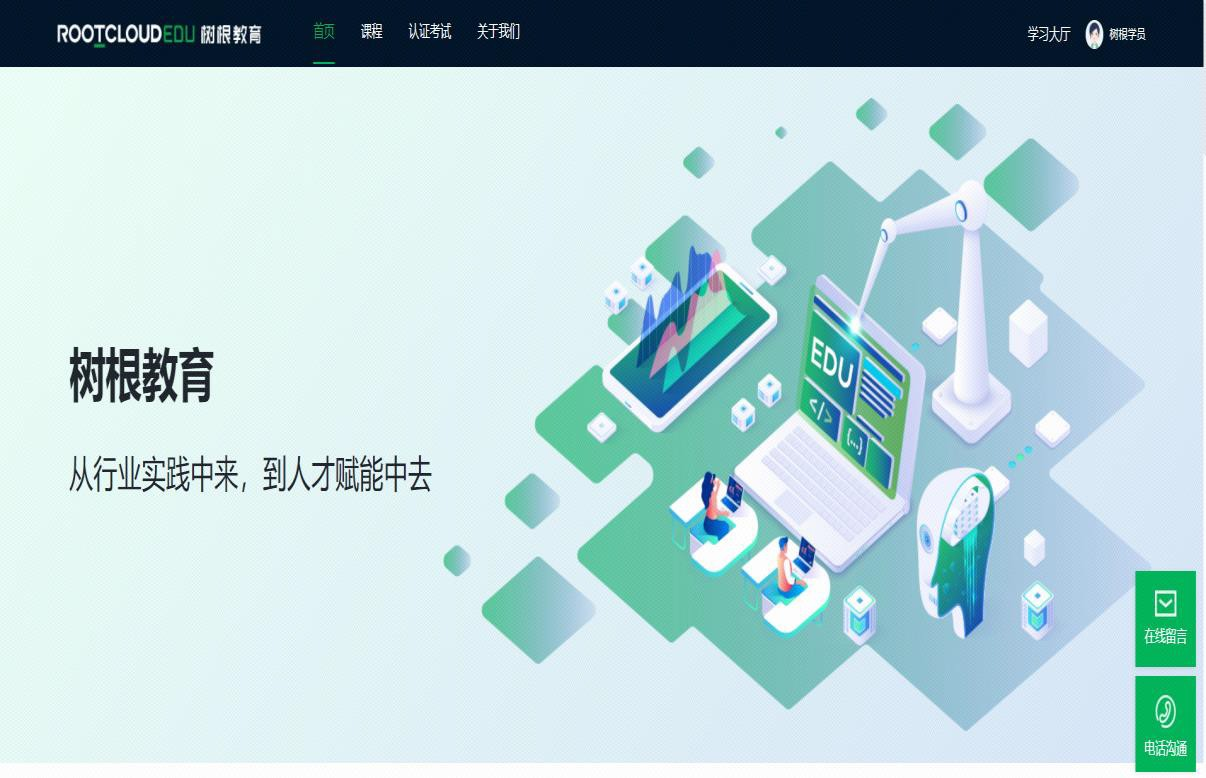 ROOTCLOUDEDU 树根教育 首页 课程 认证考试 关于我们 学习大厅 树根学员
树根教育
从行业实践中来，到人才赋能中去
EDU
</>
{...}
在线留言
电话沟通